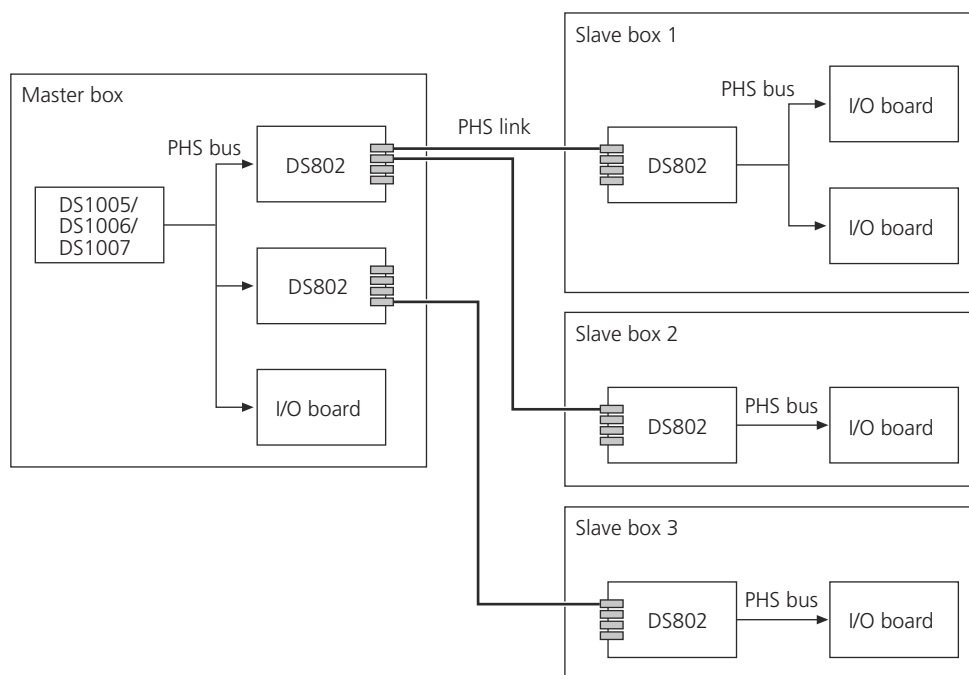 Master box
PHS bus
DS802
DS1005/
DS1006/
DS1007
DS802
I/O board
PHS link
Slave box 1
DS802
PHS bus
I/O board
I/O board
Slave box 2
DS802
PHS bus
I/O board
Slave box 3
DS802
PHS bus
I/O board